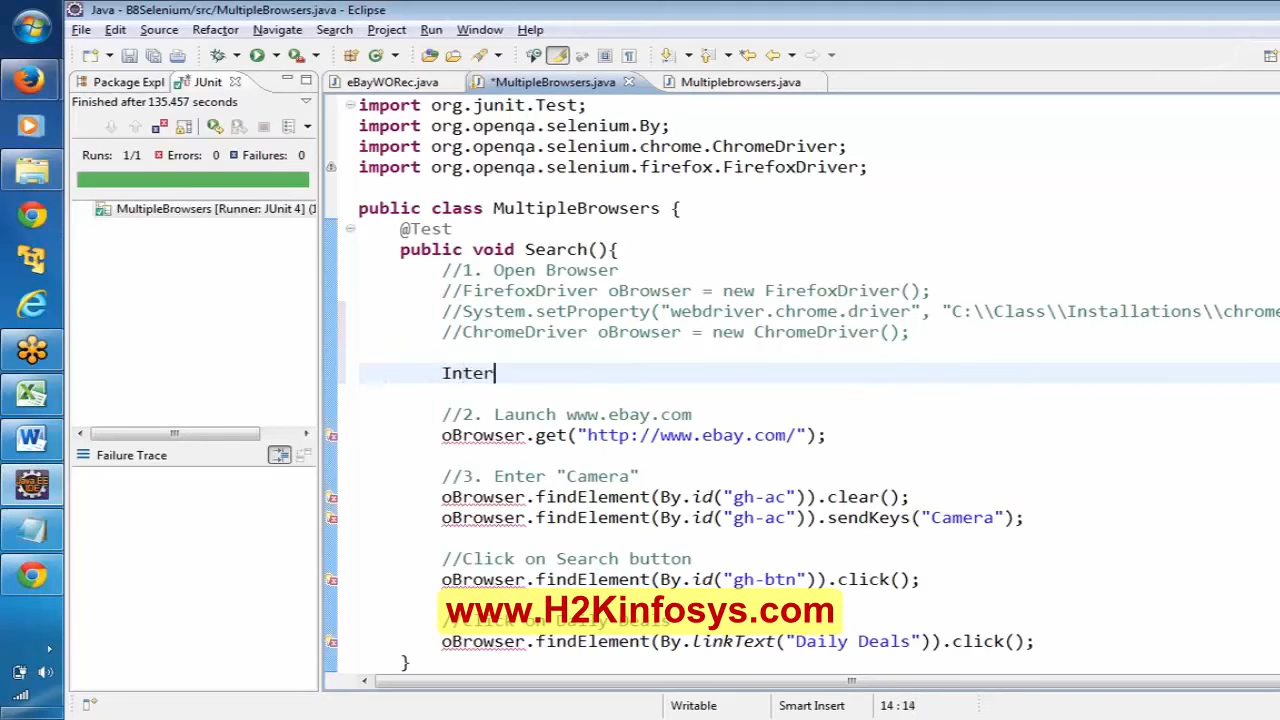 Java - B8Selenium/src/MultipleBrowsers.java - Eclipse
File Edit Source Refactor Navigate Search Project Run Window Help
Package Expl JUnit
eBayWORec.java *MultipleBrowsers.java Multiplebrowsers.java
Finished after 135.457 seconds
Runs: 1/1 Errors: 0 Failures: 0
MultipleBrowsers [Runner: JUnit 4] (1
Failure Trace
import org.junit.Test;
import org.openqa.selenium.By;
import org.openqa.selenium.chrome.ChromeDriver;
import org.openqa.selenium.firefox.FirefoxDriver;
public class MultipleBrowsers {
@Test
public void Search(){
//1. Open Browser
//FirefoxDriver oBrowser = new FirefoxDriver();
//System.setProperty("webdriver.chrome.driver", "C:\\Class\\Installations\\chrome
//ChromeDriver oBrowser = new ChromeDriver();
Inter
//2. Launch www.ebay.com
oBrowser.get("http://www.ebay.com/");
//3. Enter "Camera"
oBrowser.findElement(By.id("gh-ac")).clear();
oBrowser.findElement(By.id("gh-ac")).sendKeys("Camera");
//Click on Search button
oBrowser.findElement(By.id("gh-btn")).click();
www.H2Kinfosys.com
//Click on Daily Deals
oBrowser.findElement(By.linkText("Daily Deals")).click();
}
Writable Smart Insert 14 : 14